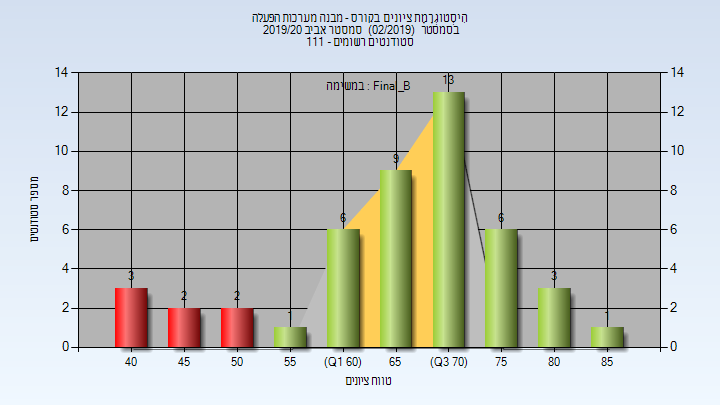 היסטוגרמת ציונים בקורס - מבנה מערכות הפעלה
בסמסטר (02/2019) סמסטר אביב 2019/20
סטודנטים רשומים - 111
במשימה : Final_B
מספר סטודנטים
14 14
12 12
10 10
8 8
6 6
4 4
2 2
0 0
3 2 2 1 6 9 13 6 3 1
40 45 50 55 (Q1 60) 65 (Q3 70) 75 80 85
טווח ציונים